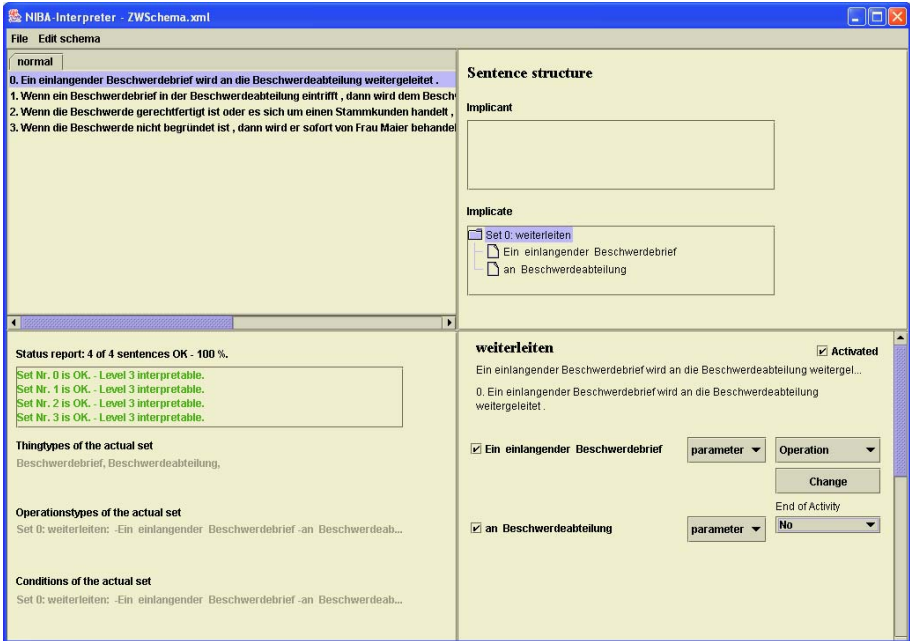 NIBA-Interpreter - ZWSchema.xml
File Edit schema
normal
0. Ein einlangender Beschwerdebrief wird an die Beschwerdeabteilung weitergeleitet .
1. Wenn ein Beschwerdebrief in der Beschwerdeabteilung eintrifft , dann wird dem Besch
2. Wenn die Beschwerde gerechtfertigt ist oder es sich um einen Stammkunden handelt ,
3. Wenn die Beschwerde nicht begründet ist , dann wird er sofort von Frau Maier behandel
Sentence structure
Implicant
Implicate
Set 0: weiterleiten
Ein einlangender Beschwerdebrief
an Beschwerdeabteilung
Status report: 4 of 4 sentences OK - 100 %.
Set Nr. 0 is OK. - Level 3 interpretable.
Set Nr. 1 is OK. - Level 3 interpretable.
Set Nr. 2 is OK. - Level 3 interpretable.
Set Nr. 3 is OK. - Level 3 interpretable.
Thingtypes of the actual set
Beschwerdebrief, Beschwerdeabteilung,
Operationstypes of the actual set
Set 0: weiterleiten: -Ein einlangender Beschwerdebrief -an Beschwerdeab...
Conditions of the actual set
Set 0: weiterleiten: -Ein einlangender Beschwerdebrief -an Beschwerdeab...
weiterleiten
Activated
Ein einlangender Beschwerdebrief wird an die Beschwerdeabteilung weitergel...
0. Ein einlangender Beschwerdebrief wird an die Beschwerdeabteilung
weitergeleitet .
Ein einlangender Beschwerdebrief parameter Operation
Change
End of Activity
an Beschwerdeabteilung parameter No